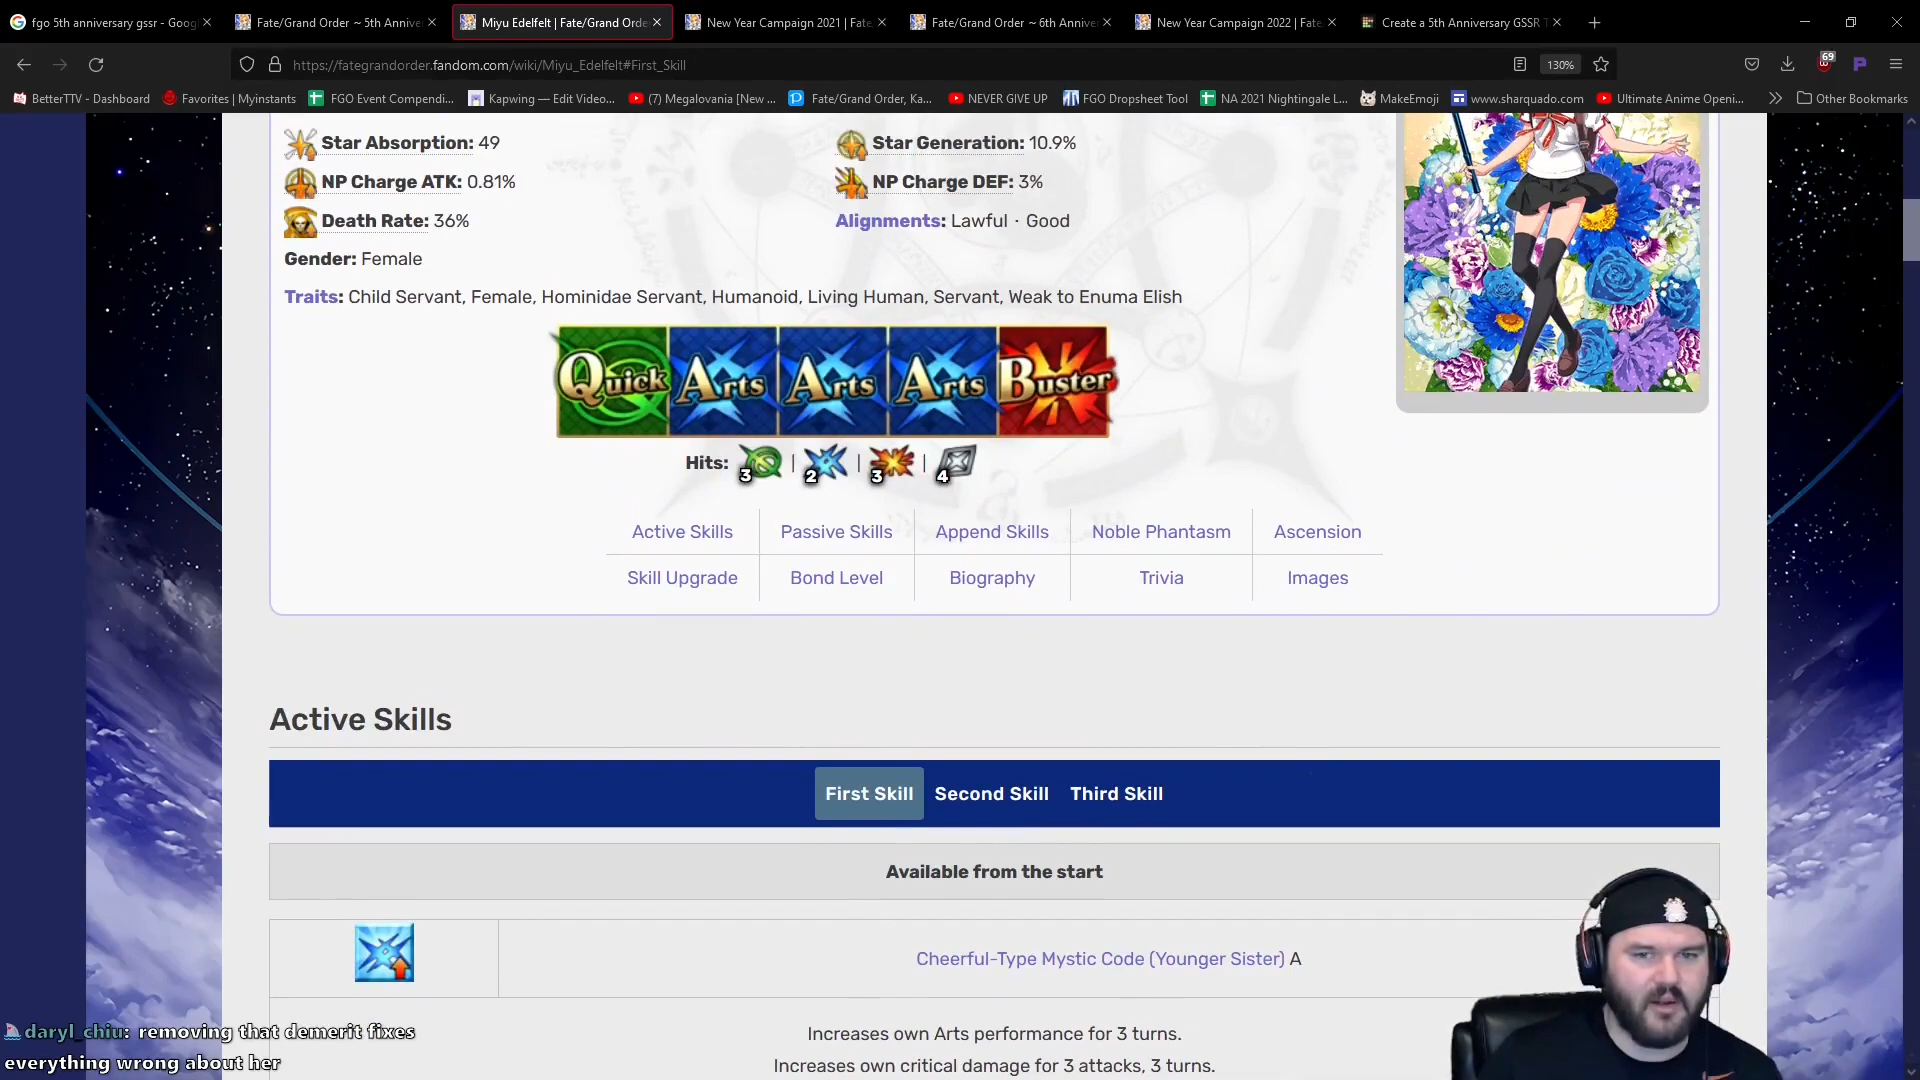 fgo 5th anniversary gssr - Goog
Fate/Grand Order ~ 5th Annive
Miyu Edelfelt | Fate/Grand Orde
New Year Campaign 2021 | Fate
Fate/Grand Order ~ 6th Annive
New Year Campaign 2022 | Fate
Create a 5th Anniversary GSSR T
https://fategrandorder.fandom.com/wiki/Miyu_Edelfelt#First_Skill
130%
69
BetterTTV - Dashboard
Favorites | Myinstants
FGO Event Compendi...
Kapwing — Edit Video...
(7) Megalovania [New ...
Fate/Grand Order, Ka...
NEVER GIVE UP
FGO Dropsheet Tool
NA 2021 Nightingale L...
MakeEmoji
www.sharquado.com
Ultimate Anime Openi...
Other Bookmarks
Star Absorption: 49
Star Generation: 10.9%
NP Charge ATK: 0.81%
NP Charge DEF: 3%
Death Rate: 36%
Alignments: Lawful · Good
Gender: Female
Traits: Child Servant, Female, Hominidae Servant, Humanoid, Living Human, Servant, Weak to Enuma Elish
Quick Arts Arts Arts Buster
Hits: 3 | 2 | 3 | 4
Active Skills
Passive Skills
Append Skills
Noble Phantasm
Ascension
Skill Upgrade
Bond Level
Biography
Trivia
Images
Active Skills
First Skill
Second Skill
Third Skill
Available from the start
Cheerful-Type Mystic Code (Younger Sister) A
Increases own Arts performance for 3 turns.
Increases own critical damage for 3 attacks, 3 turns.
daryl_chiu: removing that demerit fixes
everything wrong about her